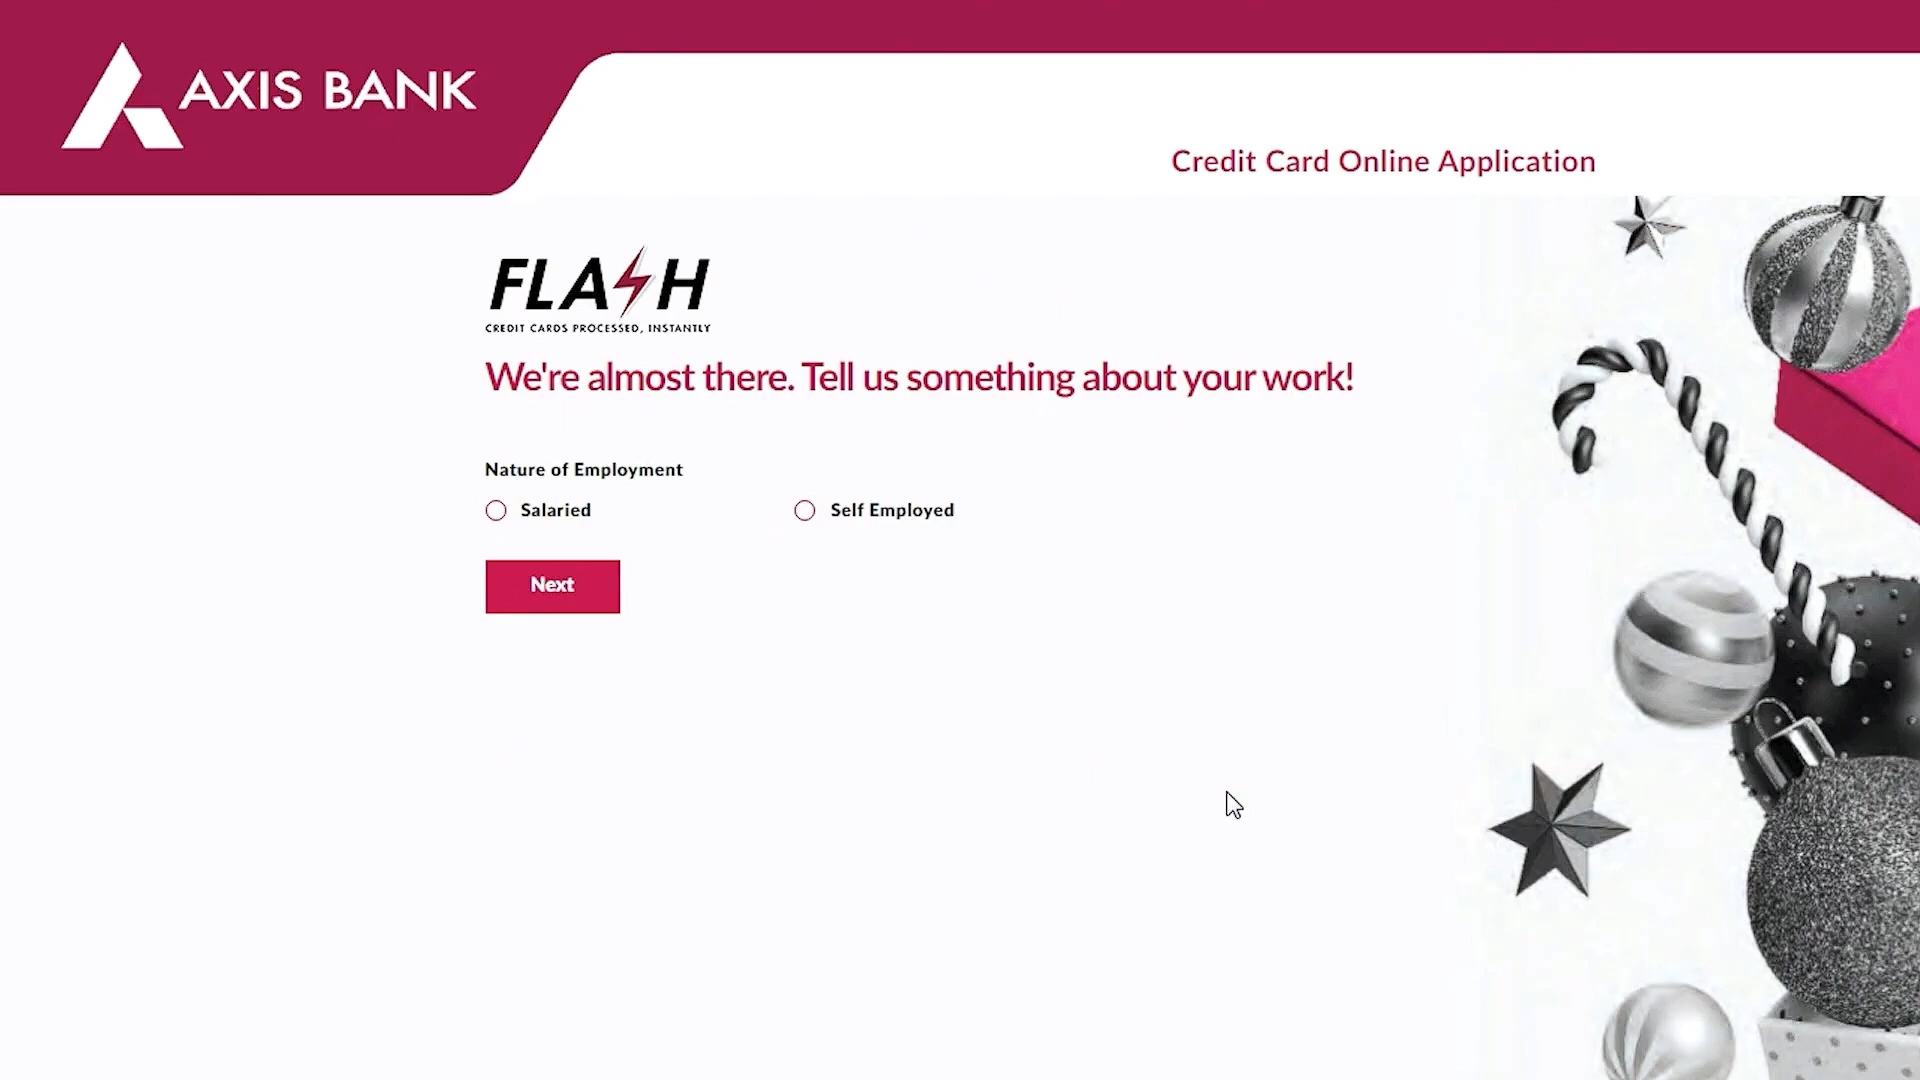 AXIS BANK
Credit Card Online Application
FLASH
CREDIT CARDS PROCESSED, INSTANTLY
We're almost there. Tell us something about your work!
Nature of Employment
Salaried
Self Employed
Next